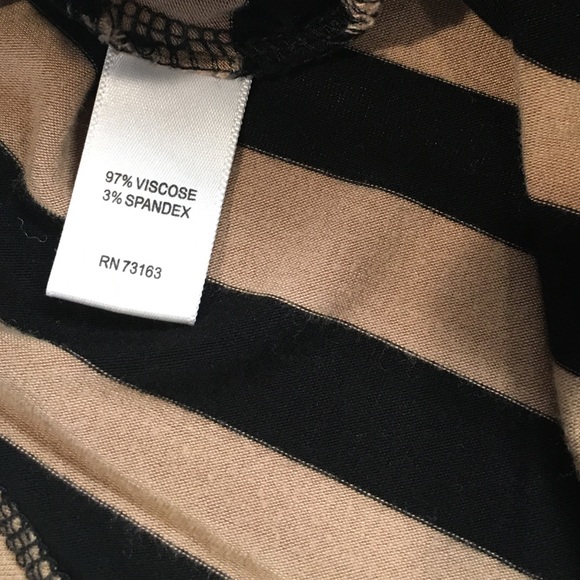 97% VISCOSE
3% SPANDEX
RN 73163